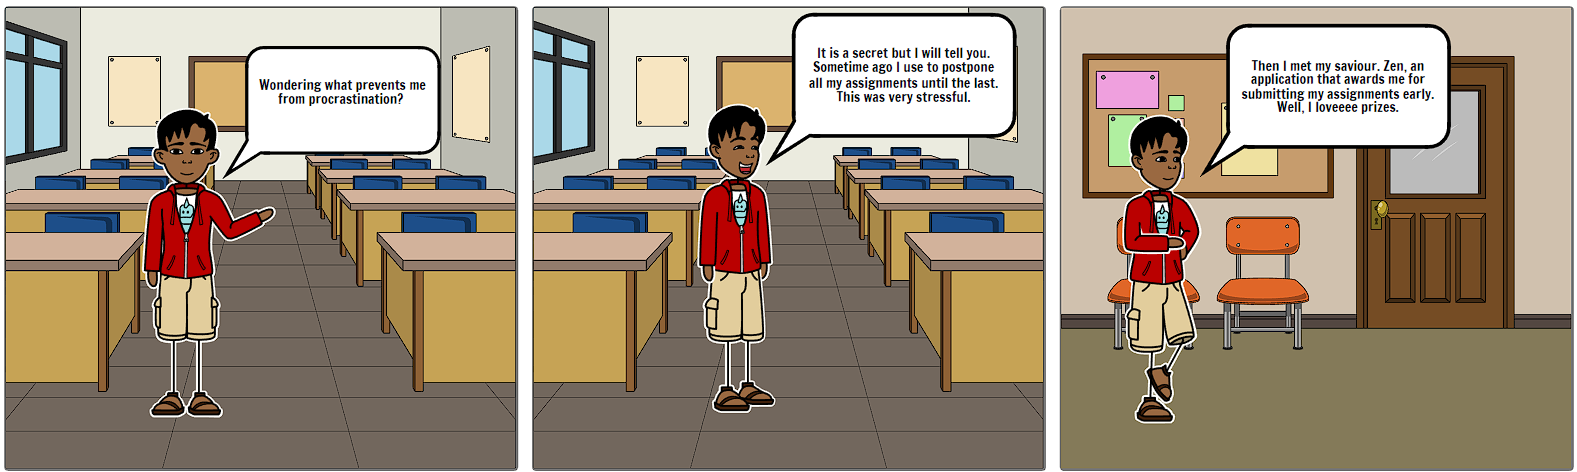 Wondering what prevents me
from procrastination?
It is a secret but I will tell you.
Sometime ago I use to postpone
all my assignments until the last.
This was very stressful.
Then I met my saviour. Zen, an
application that awards me for
submitting my assignments early.
Well, I loveeee prizes.